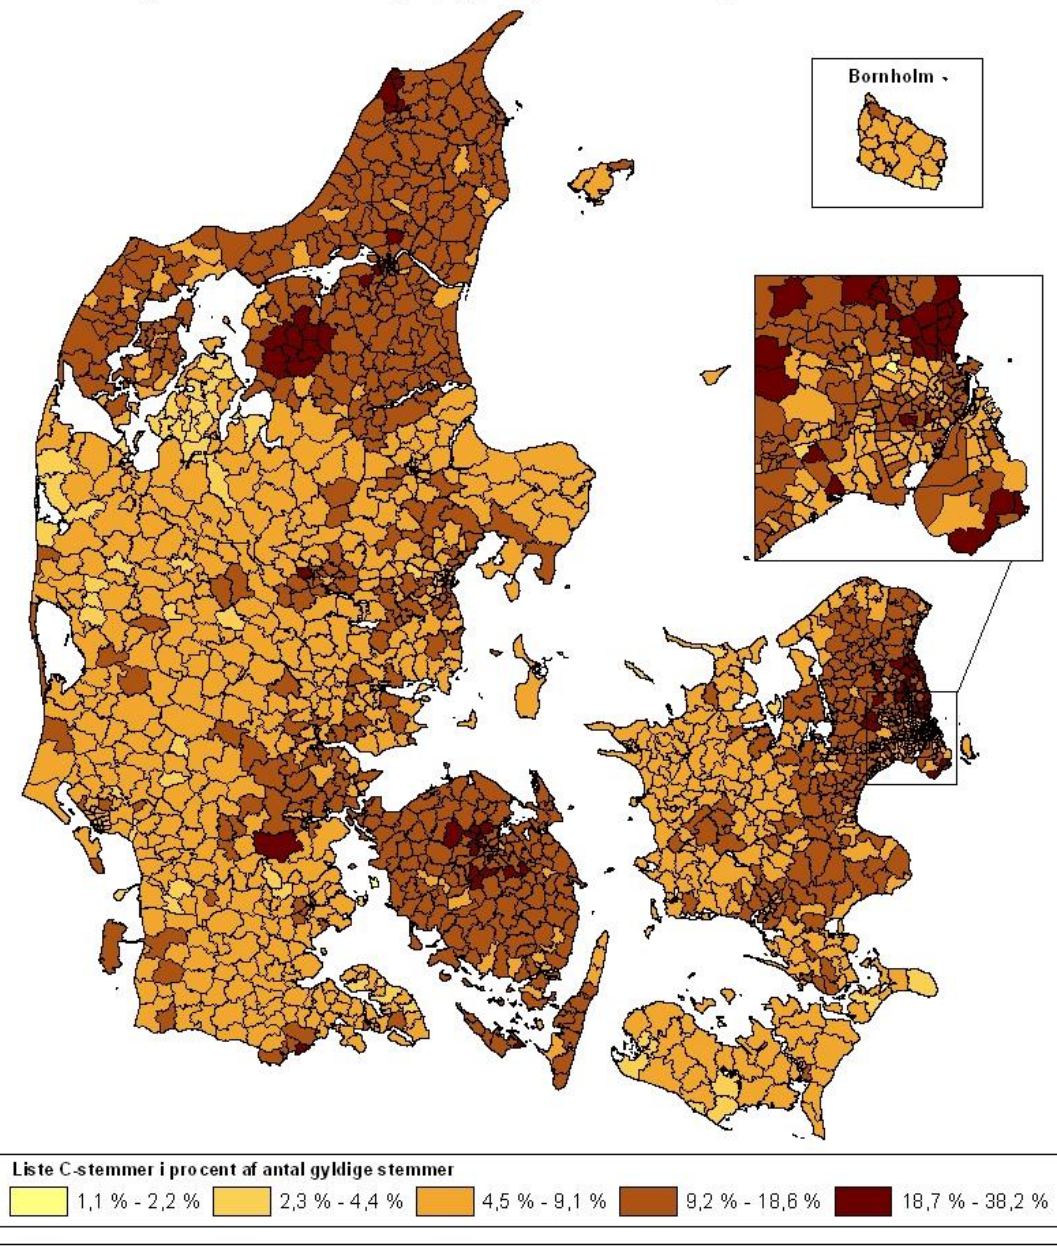 Bornholm
Liste C-stemmer i procent af antal gyldige stemmer
1,1 % - 2,2 % 2,3 % - 4,4 % 4,5 % - 9,1 % 9,2 % - 18,6 % 18,7 % - 38,2 %